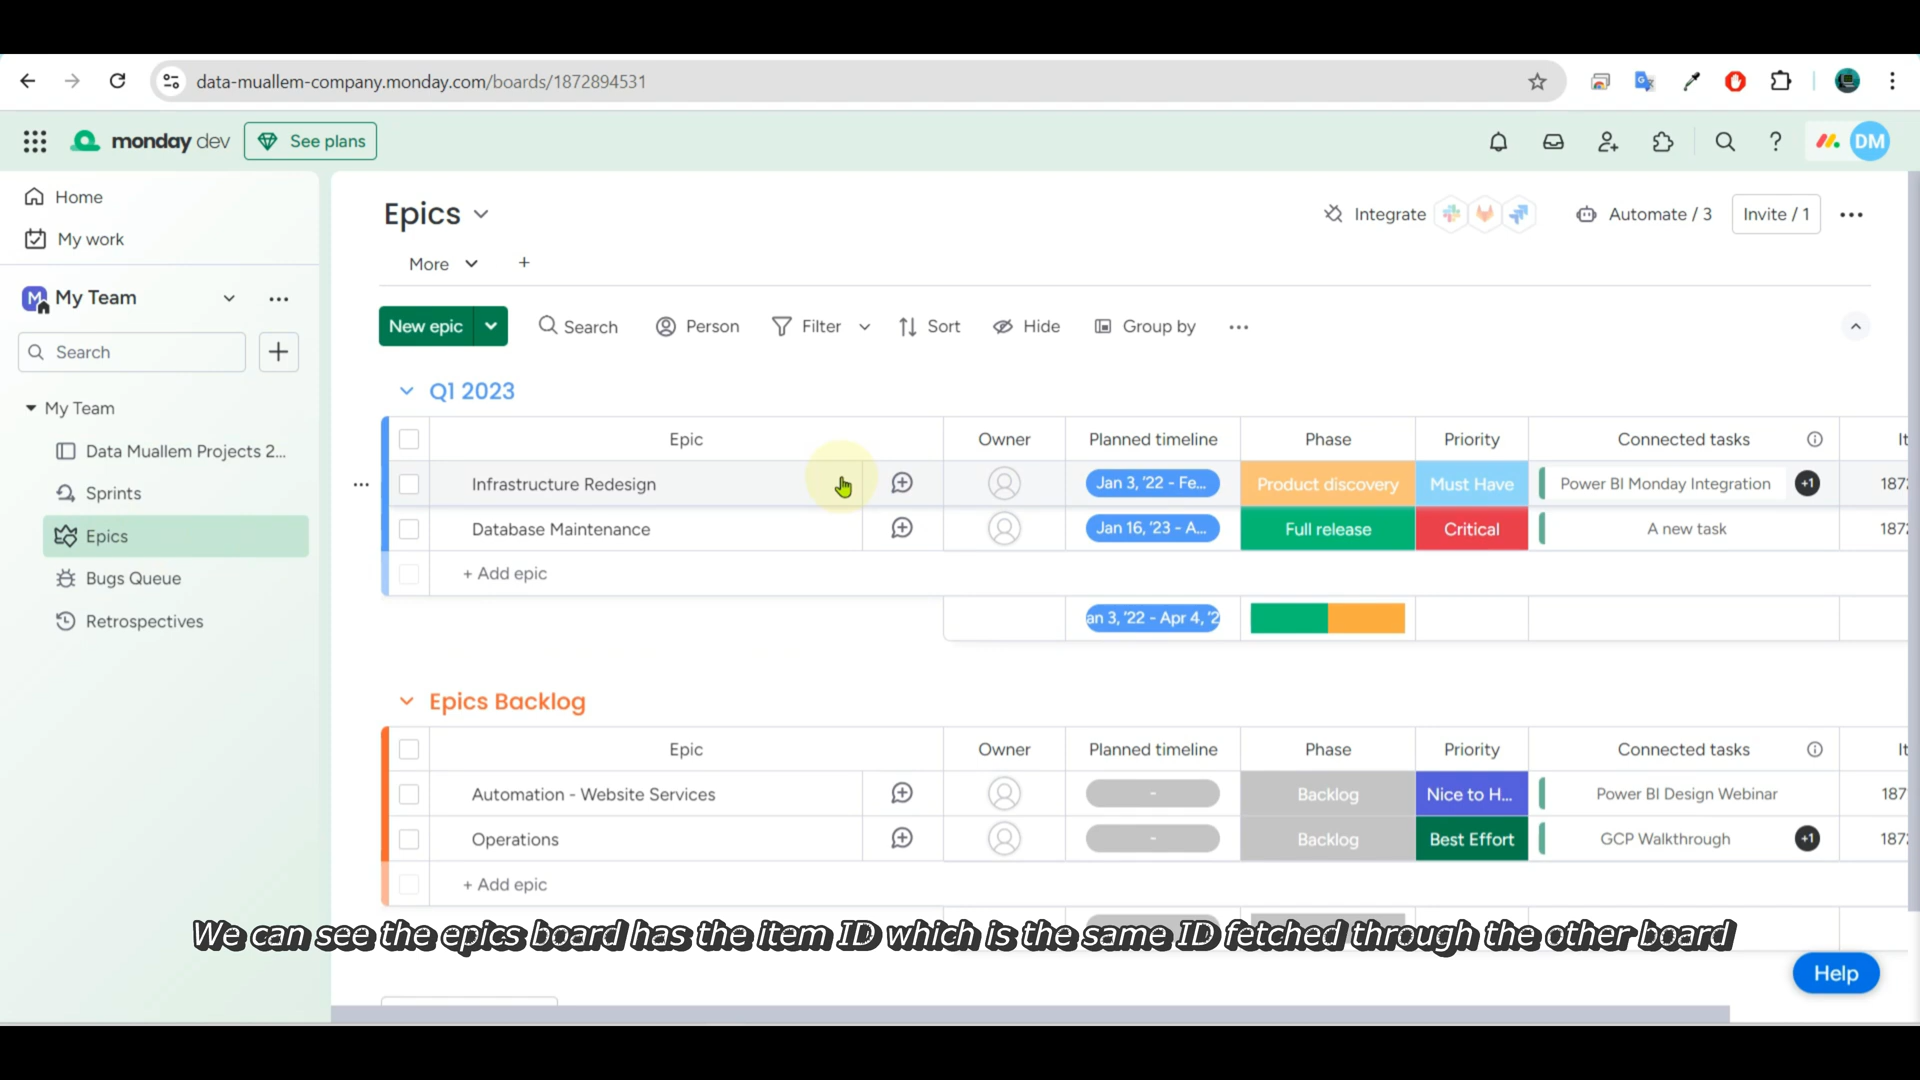 data-muallem-company.monday.com/boards/1872894531
monday dev
See plans
DM
Home
My work
M
My Team
Search
My Team
Data Muallem Projects 2...
Sprints
Epics
Bugs Queue
Retrospectives
Epics
Integrate
Automate / 3
Invite / 1
More
+
New epic
Search
Person
Filter
Sort
Hide
Group by
Q1 2023
Epic Owner Planned timeline Phase Priority Connected tasks It
Infrastructure Redesign Jan 3, '22 - Fe... Product discovery Must Have Power BI Monday Integration +1 187
Database Maintenance Jan 16, '23 - A... Full release Critical A new task 187
+ Add epic
an 3, '22 - Apr 4, '2
Epics Backlog
Epic Owner Planned timeline Phase Priority Connected tasks It
Automation - Website Services - Backlog Nice to H... Power BI Design Webinar 187
Operations - Backlog Best Effort GCP Walkthrough +1 187
+ Add epic
We can see the epics board has the item ID which is the same ID fetched through the other board
Help